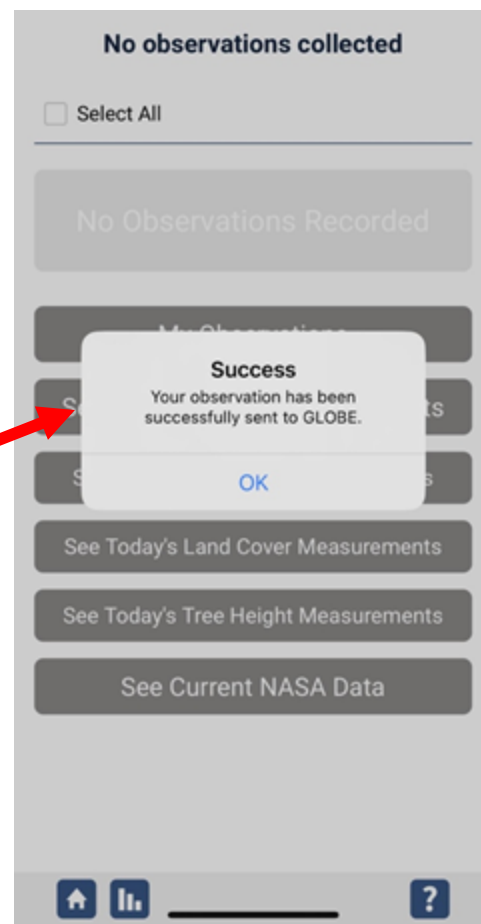 No observations collected
Select All
No Observations Recorded
Success
Your observation has been
successfully sent to GLOBE.
OK
See Today's Land Cover Measurements
See Today's Tree Height Measurements
See Current NASA Data
?